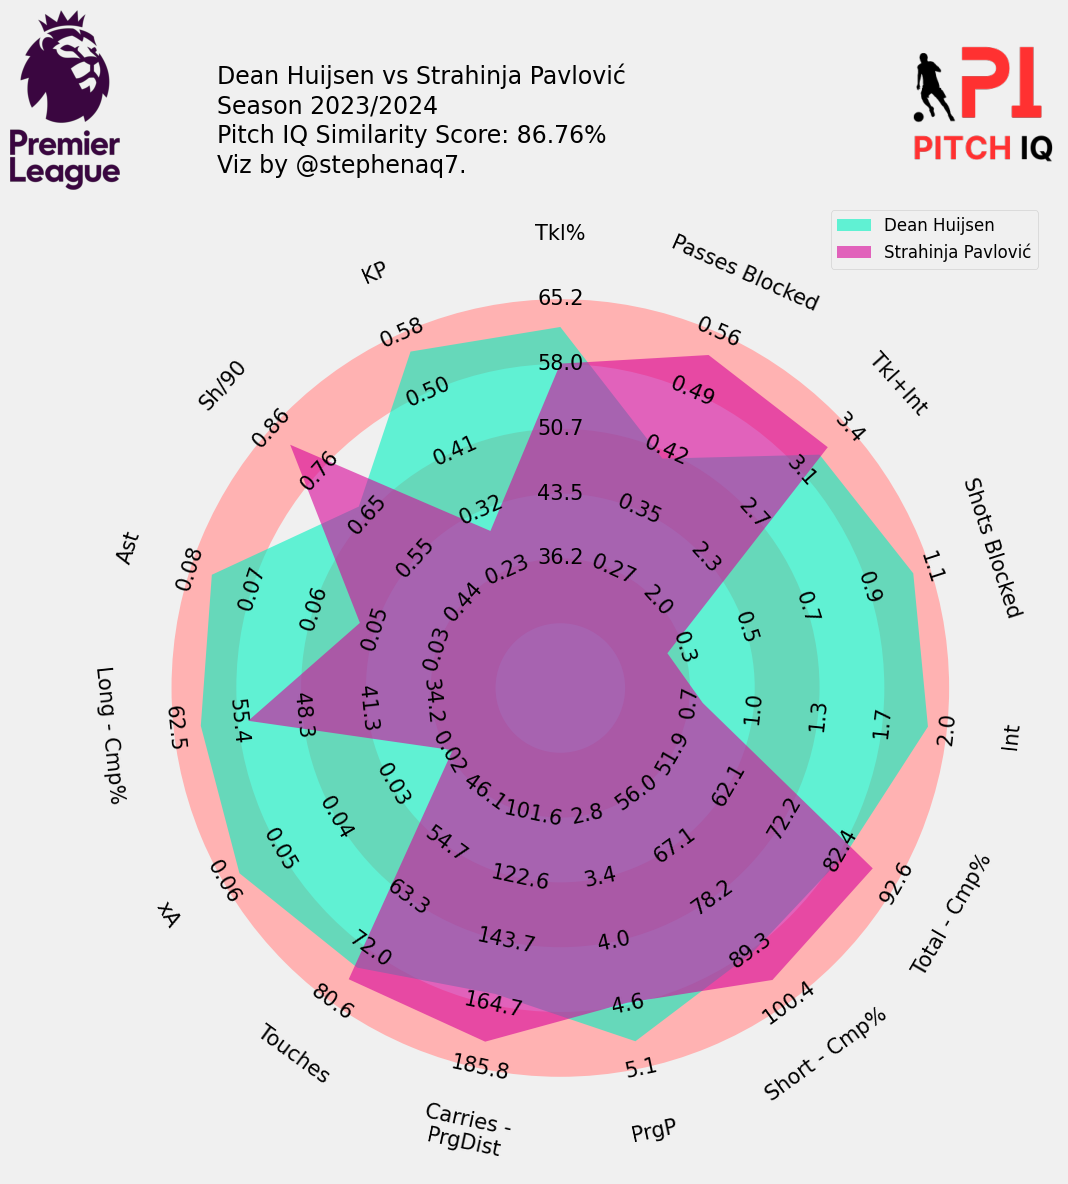 Premier
League
Dean Huijsen vs Strahinja Pavlović
Season 2023/2024
Pitch IQ Similarity Score: 86.76%
Viz by @stephenaq7.
PI
PITCH IQ
Dean Huijsen
Strahinja Pavlović
Tkl%
65.2
58.0
50.7
43.5
36.2
Passes Blocked
0.56
0.49
0.42
0.35
0.27
Tkl+Int
3.4
3.1
2.7
2.3
2.0
Shots Blocked
1.1
0.9
0.7
0.5
0.3
Int
2.0
1.7
1.3
1.0
0.7
Total - Cmp%
92.6
82.4
72.2
62.1
51.9
Short - Cmp%
100.4
89.3
78.2
67.1
56.0
PrgP
5.1
4.6
4.0
3.4
2.8
Carries -
PrgDist
185.8
164.7
143.7
122.6
101.6
Touches
80.6
72.0
63.3
54.7
46.1
xA
0.06
0.05
0.04
0.03
0.02
Long - Cmp%
62.5
55.4
48.3
41.3
34.2
Ast
0.08
0.07
0.06
0.05
0.03
Sh/90
0.86
0.76
0.65
0.55
0.44
KP
0.58
0.50
0.41
0.32
0.23